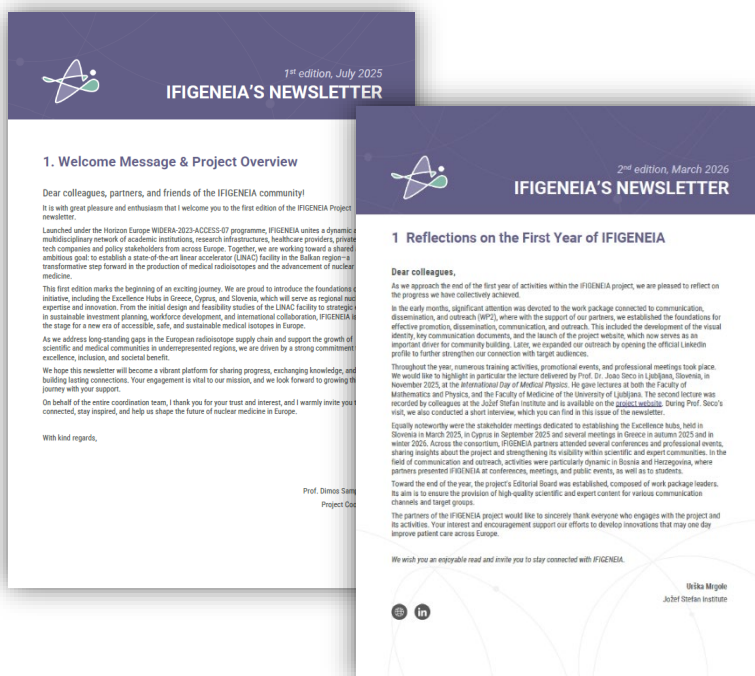 1st edition, July 2025
IFIGENEIA'S NEWSLETTER
1. Welcome Message & Project Overview
Dear colleagues, partners, and friends of the IFIGENEIA community!
It is with great pleasure and enthusiasm that I welcome you to the first edition of the IFIGENEIA Project
newsletter.
Launched under the Horizon Europe WIDERA-2023-ACCESS-07 programme, IFIGENEIA unites a dynamic
multidisciplinary network of academic institutions, research infrastructures, healthcare providers, private
tech companies and policy stakeholders from across Europe. Together, we are working toward a shared
ambitious goal: to establish a state-of-the-art linear accelerator (LINAC) facility in the Balkan region—a
transformative step forward in the production of medical radioisotopes and the advancement of nuclear
medicine.
This first edition marks the beginning of an exciting journey. We are proud to introduce the foundations of
initiative, including the Excellence Hubs in Greece, Cyprus, and Slovenia, which will serve as regional
expertise and innovation. From the initial design and feasibility studies of the LINAC facility to strategic
in sustainable investment planning, workforce development, and international collaboration, IFIGENEIA is
the stage for a new era of accessible, safe, and sustainable medical isotopes in Europe.
As we address long-standing gaps in the European radioisotope supply chain and support the growth of
scientific and medical communities in underrepresented regions, we are driven by a strong commitment
excellence, inclusion, and societal benefit.
We hope this newsletter will become a vibrant platform for sharing progress, exchanging knowledge, and
building lasting connections. Your engagement is vital to our mission, and we look forward to growing
journey with your support.
On behalf of the entire coordination team, I thank you for your trust and interest, and I warmly invite you
connected, stay inspired, and help us shape the future of nuclear medicine in Europe.
With kind regards,
Prof. Dimos
Project
2nd edition, March 2026
IFIGENEIA'S NEWSLETTER
1 Reflections on the First Year of IFIGENEIA
Dear colleagues,
As we approach the end of the first year of activities within the IFIGENEIA project, we are pleased to reflect on
the progress we have collectively achieved.
In the early months, significant attention was devoted to the work package connected to communication,
dissemination, and outreach (WP2), where with the support of our partners, we established the foundations for
effective promotion, dissemination, communication, and outreach. This included the development of the visual
identity, key communication documents, and the launch of the project website, which now serves as an
important driver for community building. Later, we expanded our outreach by opening the official LinkedIn
profile to further strengthen our connection with target audiences.
Throughout the year, numerous training activities, promotional events, and professional meetings took place.
We would like to highlight in particular the lecture delivered by Prof. Dr. Joao Seco in Ljubljana, Slovenia, in
November 2025, at the International Day of Medical Physics. He gave lectures at both the Faculty of
Mathematics and Physics, and the Faculty of Medicine of the University of Ljubljana. The second lecture was
recorded by colleagues at the Jožef Stefan Institute and is available on the project website. During Prof. Seco's
visit, we also conducted a short interview, which you can find in this issue of the newsletter.
Equally noteworthy were the stakeholder meetings dedicated to establishing the Excellence hubs, held in
Slovenia in March 2025, in Cyprus in September 2025 and several meetings in Greece in autumn 2025 and in
winter 2026. Across the consortium, IFIGENEIA partners attended several conferences and professional events,
sharing insights about the project and strengthening its visibility within scientific and expert communities. In the
field of communication and outreach, activities were particularly dynamic in Bosnia and Herzegovina, where
partners presented IFIGENEIA at conferences, meetings, and public events, as well as to students.
Toward the end of the year, the project's Editorial Board was established, composed of work package leaders.
Its aim is to ensure the provision of high-quality scientific and expert content for various communication
channels and target groups.
The partners of the IFIGENEIA project would like to sincerely thank everyone who engages with the project and
its activities. Your interest and encouragement support our efforts to develop innovations that may one day
improve patient care across Europe.
We wish you an enjoyable read and invite you to stay connected with IFIGENEIA.
Urška Mrgole
Jožef Stefan Institute
in